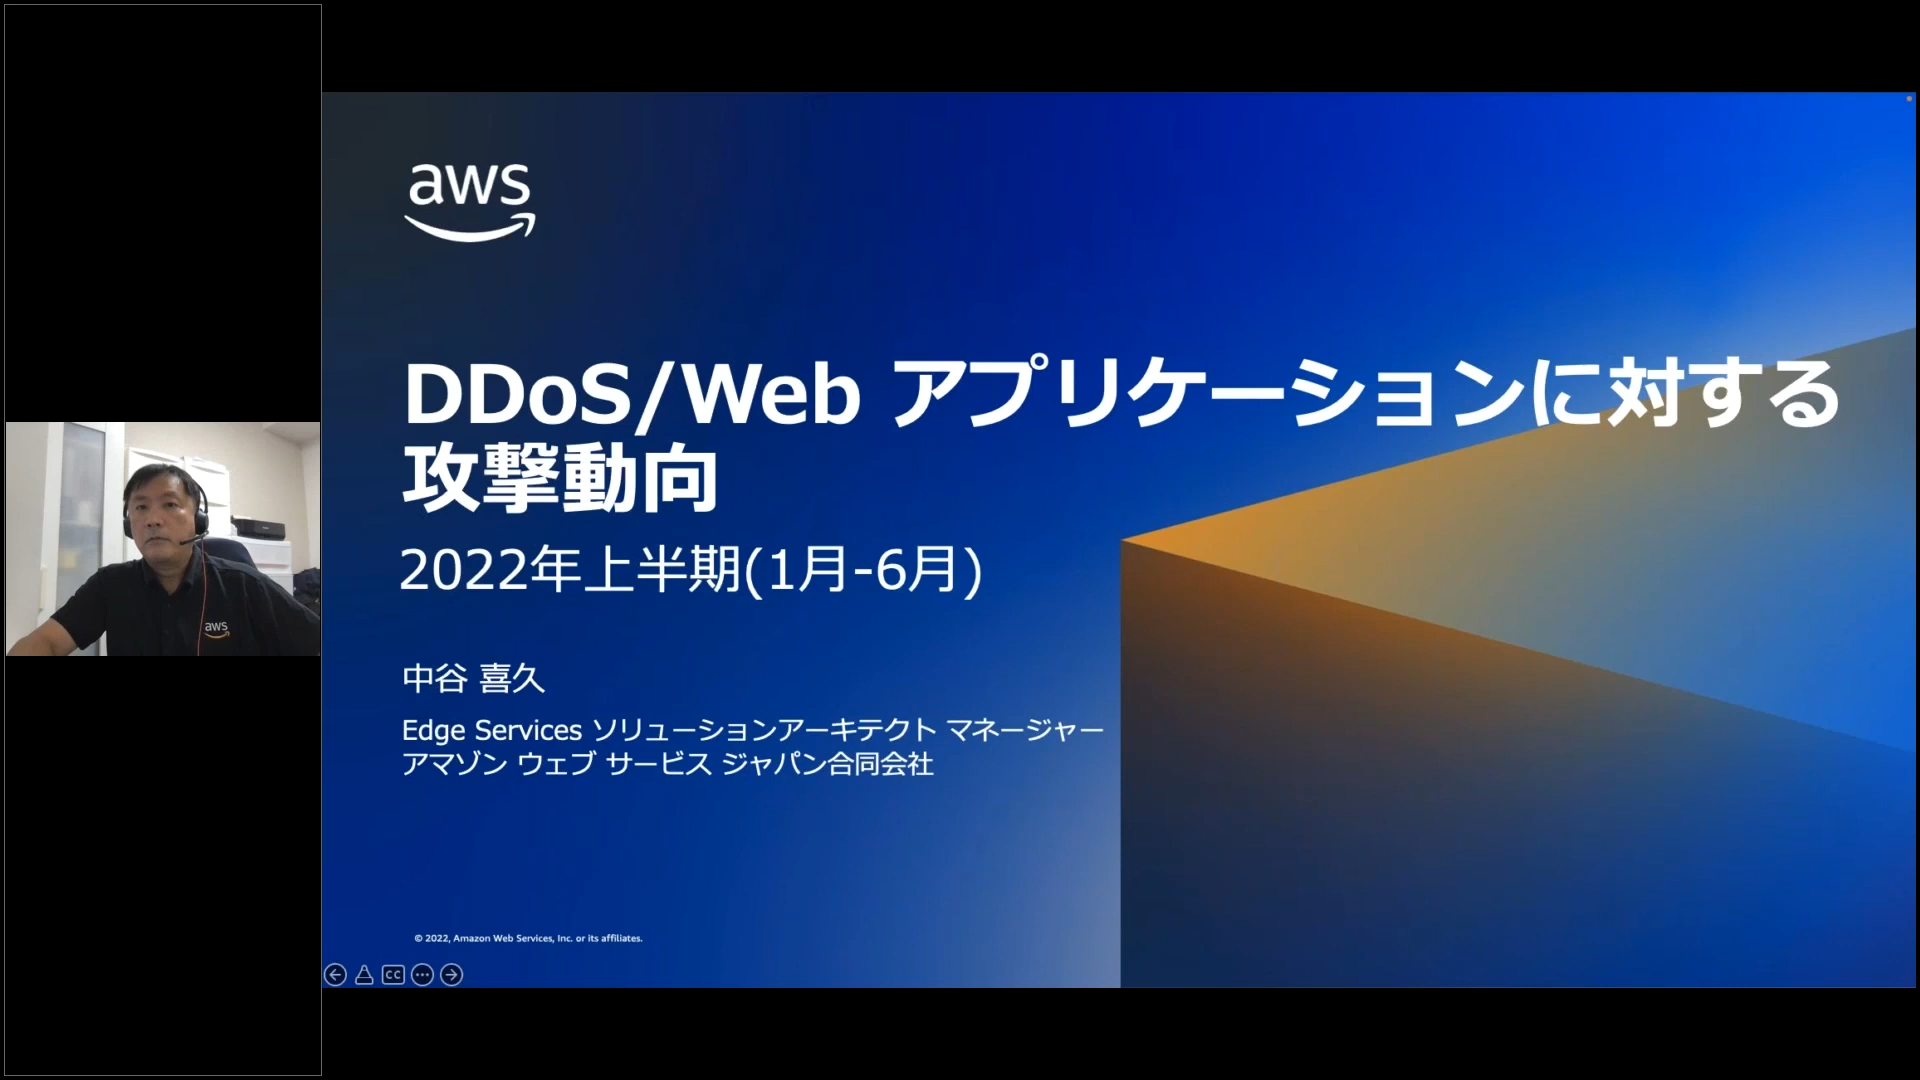 aws
DDoS/Web アプリケーションに対する
攻撃動向
2022年上半期(1月-6月)
中谷 喜久
Edge Services ソリューションアーキテクト マネージャー
アマゾン ウェブ サービス ジャパン合同会社
© 2022, Amazon Web Services, Inc. or its affiliates.
CC
aws